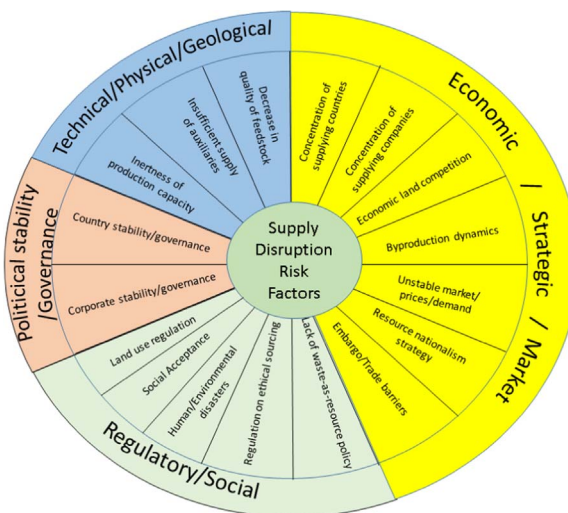 Supply
Disruption
Risk
Factors
Technical/Physical/Geological
Inertness of
production capacity
Insufficient supply
of auxiliaries
Decrease in
quality of feedstock
Economic / Strategic / Market
Concentration of
supplying countries
Concentration of
supplying companies
Economic land competition
Byproduction dynamics
Unstable market/
prices/demand
Resource nationalism
strategy
Embargo/Trade barriers
Regulatory/Social
Lack of waste-as-resource policy
Regulation on ethical sourcing
Human/Environmental
disasters
Social Acceptance
Land use regulation
Politicical stability
/Governance
Corporate stability/governance
Country stability/governance